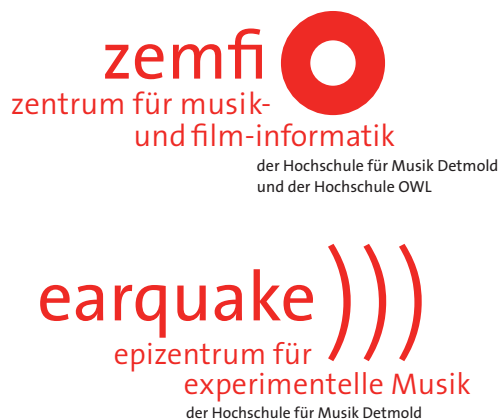 zemfi
zentrum für musik-
und film-informatik
der Hochschule für Musik Detmold
und der Hochschule OWL
earquake )))
epizentrum für
experimentelle Musik
der Hochschule für Musik Detmold